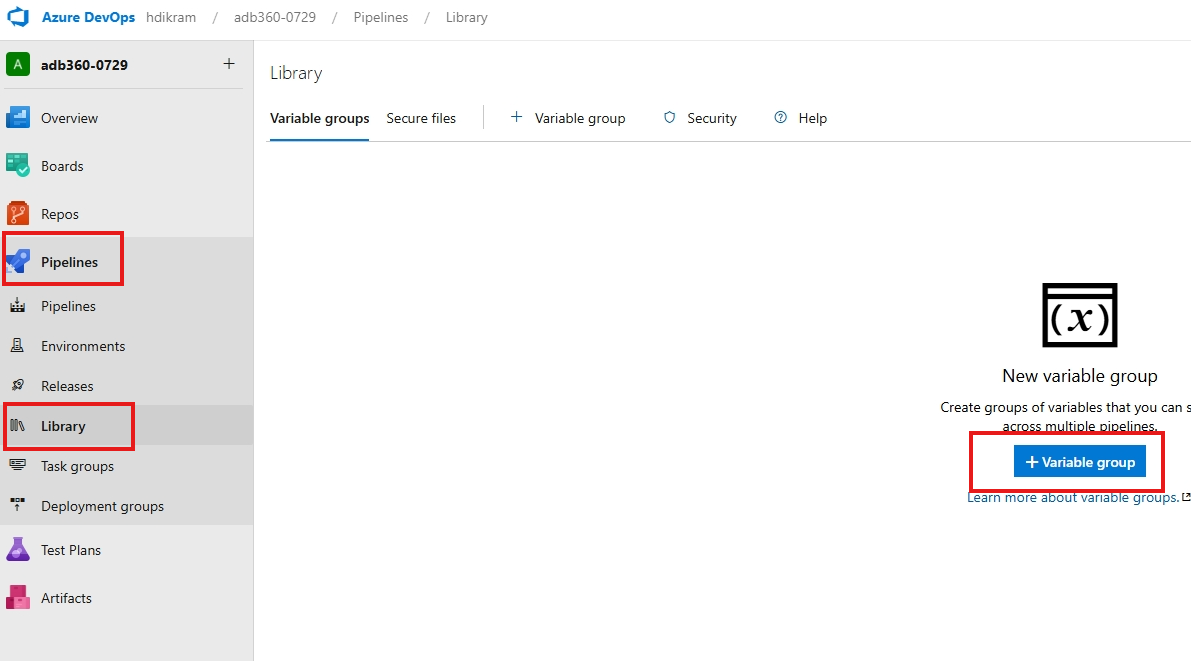 Azure DevOps hdikram / adb360-0729 / Pipelines / Library
A adb360-0729 +
Overview
Boards
Repos
Pipelines
Pipelines
Environments
Releases
Library
Task groups
Deployment groups
Test Plans
Artifacts
Library
Variable groups Secure files + Variable group Security ? Help
(x)
New variable group
Create groups of variables that you can s
across multiple pipelines.
+ Variable group
Learn more about variable groups.